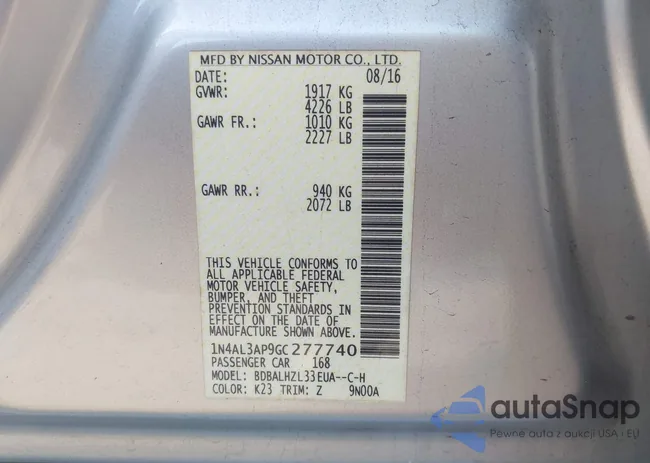 MFD BY NISSAN MOTOR CO., LTD.
DATE: 08/16
GVWR: 1917 KG
4226 LB
GAWR FR.: 1010 KG
2227 LB
GAWR RR.: 940 KG
2072 LB
THIS VEHICLE CONFORMS TO
ALL APPLICABLE FEDERAL
MOTOR VEHICLE SAFETY,
BUMPER, AND THEFT
PREVENTION STANDARDS IN
EFFECT ON THE DATE OF
MANUFACTURE SHOWN ABOVE.
1N4AL3AP9GC277740
PASSENGER CAR 168
MODEL: BDBALHZL33EUA--C-H
COLOR: K23 TRIM: Z 9N00A
autaSnap
Pewne auta z aukcji USA i EU